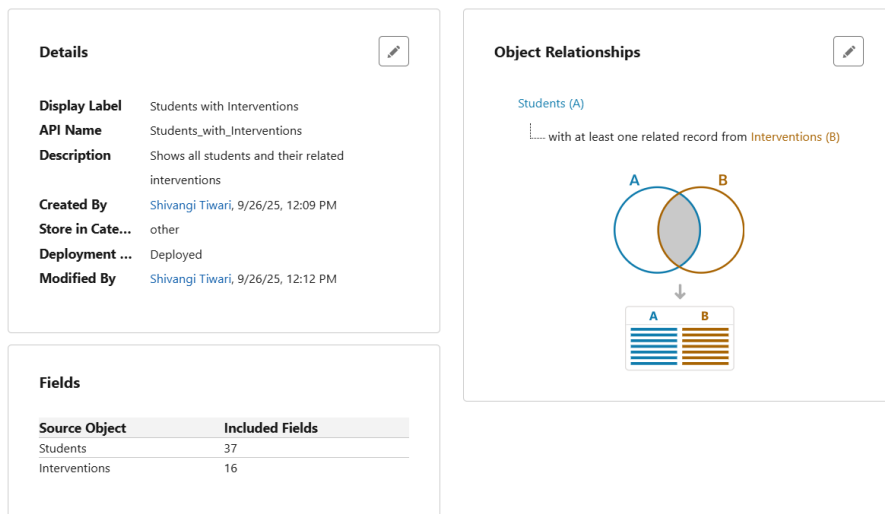 Details
Display Label Students with Interventions
API Name Students_with_Interventions
Description Shows all students and their related
interventions
Created By Shivangi Tiwari, 9/26/25, 12:09 PM
Store in Cate... other
Deployment ... Deployed
Modified By Shivangi Tiwari, 9/26/25, 12:12 PM
Fields
Source Object Included Fields
Students 37
Interventions 16
Object Relationships
Students (A)
with at least one related record from Interventions (B)
A B
A B